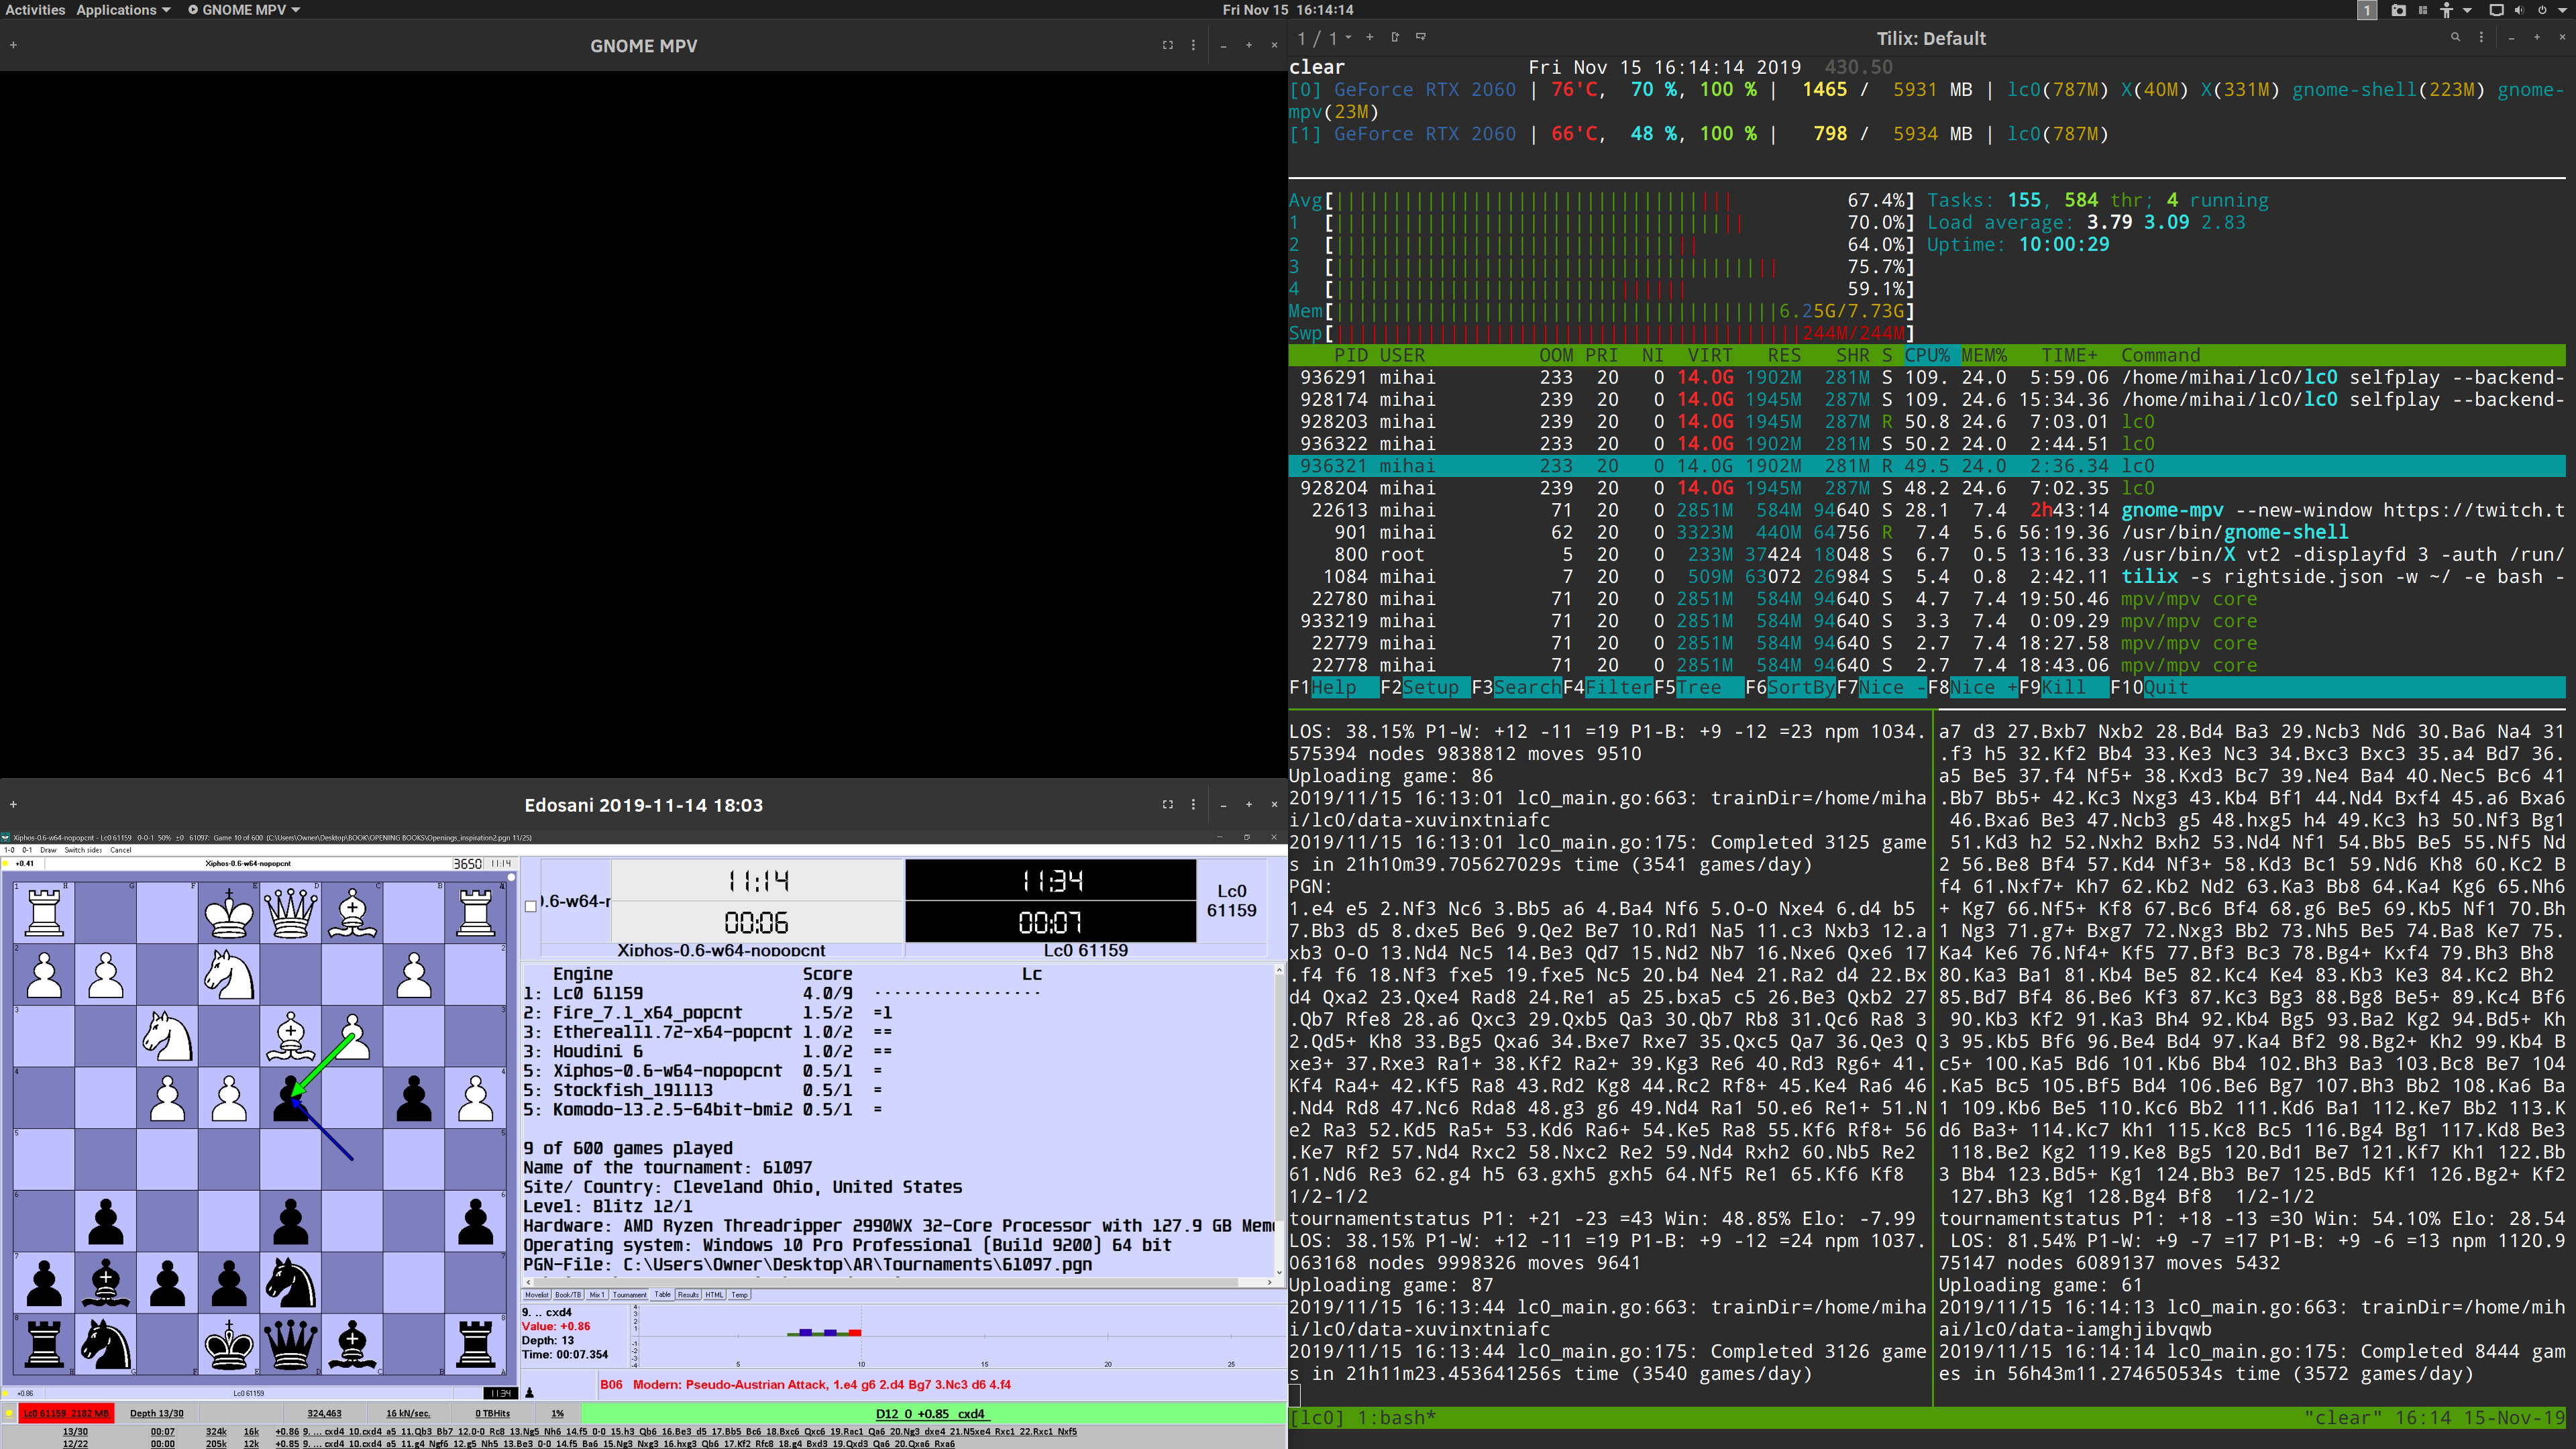 Activities Applications GNOME MPV
Fri Nov 15 16:14:14
1
GNOME MPV
1 / 1
Tilix: Default
clear Fri Nov 15 16:14:14 2019 430.50
[0] GeForce RTX 2060 | 76'C, 70 %, 100 % | 1465 / 5931 MB | lc0(787M) X(40M) X(331M) gnome-shell(223M) gnome-
mpv(23M)
[1] GeForce RTX 2060 | 66'C, 48 %, 100 % | 798 / 5934 MB | lc0(787M)
Avg[ 67.4%] Tasks: 155, 584 thr; 4 running
1 [ 70.0%] Load average: 3.79 3.09 2.83
2 [ 64.0%] Uptime: 10:00:29
3 [ 75.7%]
4 [ 59.1%]
Mem[ 6.25G/7.73G]
Swp[ 244M/244M]
PID USER OOM PRI NI VIRT RES SHR S CPU% MEM% TIME+ Command
936291 mihai 233 20 0 14.0G 1902M 281M S 109. 24.0 5:59.06 /home/mihai/lc0/lc0 selfplay --backend-
928174 mihai 239 20 0 14.0G 1945M 287M S 109. 24.6 15:34.36 /home/mihai/lc0/lc0 selfplay --backend-
928203 mihai 239 20 0 14.0G 1945M 287M R 50.8 24.6 7:03.01 lc0
936322 mihai 233 20 0 14.0G 1902M 281M S 50.2 24.0 2:44.51 lc0
936321 mihai 233 20 0 14.0G 1902M 281M R 49.5 24.0 2:36.34 lc0
928204 mihai 239 20 0 14.0G 1945M 287M S 48.2 24.6 7:02.35 lc0
22613 mihai 71 20 0 2851M 584M 94640 S 28.1 7.4 2h43:14 gnome-mpv --new-window https://twitch.t
901 mihai 62 20 0 3323M 440M 64756 R 7.4 5.6 56:19.36 /usr/bin/gnome-shell
800 root 5 20 0 233M 37424 18048 S 6.7 0.5 13:16.33 /usr/bin/X vt2 -displayfd 3 -auth /run/
1084 mihai 7 20 0 509M 63072 26984 S 5.4 0.8 2:42.11 tilix -s rightside.json -w ~/ -e bash -
22780 mihai 71 20 0 2851M 584M 94640 S 4.7 7.4 19:50.46 mpv/mpv core
933219 mihai 71 20 0 2851M 584M 94640 S 3.3 7.4 0:09.29 mpv/mpv core
22779 mihai 71 20 0 2851M 584M 94640 S 2.7 7.4 18:27.58 mpv/mpv core
22778 mihai 71 20 0 2851M 584M 94640 S 2.7 7.4 18:43.06 mpv/mpv core
F1Help F2Setup F3SearchF4FilterF5Tree F6SortByF7Nice -F8Nice +F9Kill F10Quit
LOS: 38.15% P1-W: +12 -11 =19 P1-B: +9 -12 =23 npm 1034.
575394 nodes 9838812 moves 9510
Uploading game: 86
2019/11/15 16:13:01 lc0_main.go:663: trainDir=/home/miha
i/lc0/data-xuvinxtniafc
2019/11/15 16:13:01 lc0_main.go:175: Completed 3125 game
s in 21h10m39.705627029s time (3541 games/day)
PGN:
1.e4 e5 2.Nf3 Nc6 3.Bb5 a6 4.Ba4 Nf6 5.O-O Nxe4 6.d4 b5
7.Bb3 d5 8.dxe5 Be6 9.Qe2 Be7 10.Rd1 Na5 11.c3 Nxb3 12.a
xb3 O-O 13.Nd4 Nc5 14.Be3 Qd7 15.Nd2 Nb7 16.Nxe6 Qxe6 17
.f4 f6 18.Nf3 fxe5 19.fxe5 Nc5 20.b4 Ne4 21.Ra2 d4 22.Bx
d4 Qxa2 23.Qxe4 Rad8 24.Re1 a5 25.bxa5 c5 26.Be3 Qxb2 27
.Qb7 Rfe8 28.a6 Qxc3 29.Qxb5 Qa3 30.Qb7 Rb8 31.Qc6 Ra8 3
2.Qd5+ Kh8 33.Bg5 Qxa6 34.Bxe7 Rxe7 35.Qxc5 Qa7 36.Qe3 Q
xe3+ 37.Rxe3 Ra1+ 38.Kf2 Ra2+ 39.Kg3 Re6 40.Rd3 Rg6+ 41.
Kf4 Ra4+ 42.Kf5 Ra8 43.Rd2 Kg8 44.Rc2 Rf8+ 45.Ke4 Ra6 46
.Nd4 Rd8 47.Nc6 Rda8 48.g3 g6 49.Nd4 Ra1 50.e6 Re1+ 51.N
e2 Ra3 52.Kd5 Ra5+ 53.Kd6 Ra6+ 54.Ke5 Ra8 55.Kf6 Rf8+ 56
.Ke7 Rf2 57.Nd4 Rxc2 58.Nxc2 Re2 59.Nd4 Rxh2 60.Nb5 Re2
61.Nd6 Re3 62.g4 h5 63.gxh5 gxh5 64.Nf5 Re1 65.Kf6 Kf8
1/2-1/2
tournamentstatus P1: +21 -23 =43 Win: 48.85% Elo: -7.99
LOS: 38.15% P1-W: +12 -11 =19 P1-B: +9 -12 =24 npm 1037.
063168 nodes 9998326 moves 9641
Uploading game: 87
2019/11/15 16:13:44 lc0_main.go:663: trainDir=/home/miha
i/lc0/data-xuvinxtniafc
2019/11/15 16:13:44 lc0_main.go:175: Completed 3126 game
s in 21h11m23.453641256s time (3540 games/day)
a7 d3 27.Bxb7 Nxb2 28.Bd4 Ba3 29.Ncb3 Nd6 30.Ba6 Na4 31
.f3 h5 32.Kf2 Bb4 33.Ke3 Nc3 34.Bxc3 Bxc3 35.a4 Bd7 36.
a5 Be5 37.f4 Nf5+ 38.Kxd3 Bc7 39.Ne4 Ba4 40.Nec5 Bc6 41
.Bb7 Bb5+ 42.Kc3 Nxg3 43.Kb4 Bf1 44.Nd4 Bxf4 45.a6 Bxa6
46.Bxa6 Be3 47.Ncb3 g5 48.hxg5 h4 49.Kc3 h3 50.Nf3 Bg1
51.Kd3 h2 52.Nxh2 Bxh2 53.Nd4 Nf1 54.Bb5 Be5 55.Nf5 Nd
2 56.Be8 Bf4 57.Kd4 Nf3+ 58.Kd3 Bc1 59.Nd6 Kh8 60.Kc2 B
f4 61.Nxf7+ Kh7 62.Kb2 Nd2 63.Ka3 Bb8 64.Ka4 Kg6 65.Nh6
+ Kg7 66.Nf5+ Kf8 67.Bc6 Bf4 68.g6 Be5 69.Kb5 Nf1 70.Bh
1 Ng3 71.g7+ Bxg7 72.Nxg3 Bb2 73.Nh5 Be5 74.Ba8 Ke7 75.
Ka4 Ke6 76.Nf4+ Kf5 77.Bf3 Bc3 78.Bg4+ Kxf4 79.Bh3 Bh8
80.Ka3 Ba1 81.Kb4 Be5 82.Kc4 Ke4 83.Kb3 Ke3 84.Kc2 Bh2
85.Bd7 Bf4 86.Be6 Kf3 87.Kc3 Bg3 88.Bg8 Be5+ 89.Kc4 Bf6
90.Kb3 Kf2 91.Ka3 Bh4 92.Kb4 Bg5 93.Ba2 Kg2 94.Bd5+ Kh
3 95.Kb5 Bf6 96.Be4 Bd4 97.Ka4 Bf2 98.Bg2+ Kh2 99.Kb4 B
c5+ 100.Ka5 Bd6 101.Kb6 Bb4 102.Bh3 Ba3 103.Bc8 Be7 104
.Ka5 Bc5 105.Bf5 Bd4 106.Be6 Bg7 107.Bh3 Bb2 108.Ka6 Ba
1 109.Kb6 Be5 110.Kc6 Bb2 111.Kd6 Ba1 112.Ke7 Bb2 113.K
d6 Ba3+ 114.Kc7 Kh1 115.Kc8 Bc5 116.Bg4 Bg1 117.Kd8 Be3
118.Be2 Kg2 119.Ke8 Bg5 120.Bd1 Be7 121.Kf7 Kh1 122.Bb
3 Bb4 123.Bd5+ Kg1 124.Bb3 Be7 125.Bd5 Kf1 126.Bg2+ Kf2
127.Bh3 Kg1 128.Bg4 Bf8 1/2-1/2
tournamentstatus P1: +18 -13 =30 Win: 54.10% Elo: 28.54
LOS: 81.54% P1-W: +9 -7 =17 P1-B: +9 -6 =13 npm 1120.9
75147 nodes 6089137 moves 5432
Uploading game: 61
2019/11/15 16:14:13 lc0_main.go:663: trainDir=/home/mih
ai/lc0/data-iamghjibvqwb
2019/11/15 16:14:14 lc0_main.go:175: Completed 8444 gam
es in 56h43m11.274650534s time (3572 games/day)
[lc0] 1:bash* "clear" 16:14 15-Nov-19
Edosani 2019-11-14 18:03
Xiphos-0.6-w64-nopopcnt - Lc0 61159 0-0-1 50% ±0 61097: Game 10 of 600 (C:\Users\Owner\Desktop\BOOK\OPENING BOOKS\Openings_inspiration2.pgn 11/25)
1-0 0-1 Draw Switch sides Cancel
+0.41 Xiphos-0.6-w64-nopopcnt 3650 11:14
).6-w64-r 11:14 11:34 Lc0
00:06 00:07 61159
Xiphos-0.6-w64-nopopcnt Lc0 61159
Engine Score Lc
1: Lc0 61159 4.0/9 - - - - - - - - - - - - - - - - - -
2: Fire_7.1_x64_popcnt 1.5/2 =1
3: Ethereal11.72-x64-popcnt 1.0/2 ==
3: Houdini 6 1.0/2 ==
5: Xiphos-0.6-w64-nopopcnt 0.5/1 =
5: Stockfish_191113 0.5/1 =
5: Komodo-13.2.5-64bit-bmi2 0.5/1 =
9 of 600 games played
Name of the tournament: 61097
Site/ Country: Cleveland Ohio, United States
Level: Blitz 12/1
Hardware: AMD Ryzen Threadripper 2990WX 32-Core Processor with 127.9 GB Mem
Operating system: Windows 10 Pro Professional (Build 9200) 64 bit
PGN-File: C:\Users\Owner\Desktop\AR\Tournaments\61097.pgn
Movelist Book/TB Mix 1 Tournament Table Results HTML Temp
9. .. cxd4
Value: +0.86
Depth: 13
Time: 00:07.354
5 10 15 20 25
B06 Modern: Pseudo-Austrian Attack, 1.e4 g6 2.d4 Bg7 3.Nc3 d6 4.f4
+0.86 Lc0 61159 11:34
Lc0 61159 2182 MB Depth 13/30 324,463 16 kN/sec. 0 TBHits 1% D12 0 +0.85 cxd4
13/30 00:07 324k 16k +0.86 9. ... cxd4 10.cxd4 a5 11.Qb3 Bb7 12.0-0 Rc8 13.Ng5 Nh6 14.f5 0-0 15.h3 Qb6 16.Be3 d5 17.Bb5 Bc6 18.Bxc6 Qxc6 19.Rac1 Qa6 20.Ng3 dxe4 21.N5xe4 Rxc1 22.Rxc1 Nxf5
12/22 00:00 205k 12k +0.85 9. ... cxd4 10.cxd4 a5 11.g4 Ngf6 12.g5 Nh5 13.Be3 0-0 14.f5 Ba6 15.Ng3 Nxg3 16.hxg3 Qb6 17.Kf2 Rfc8 18.g4 Bxd3 19.Qxd3 Qa6 20.Qxa6 Rxa6